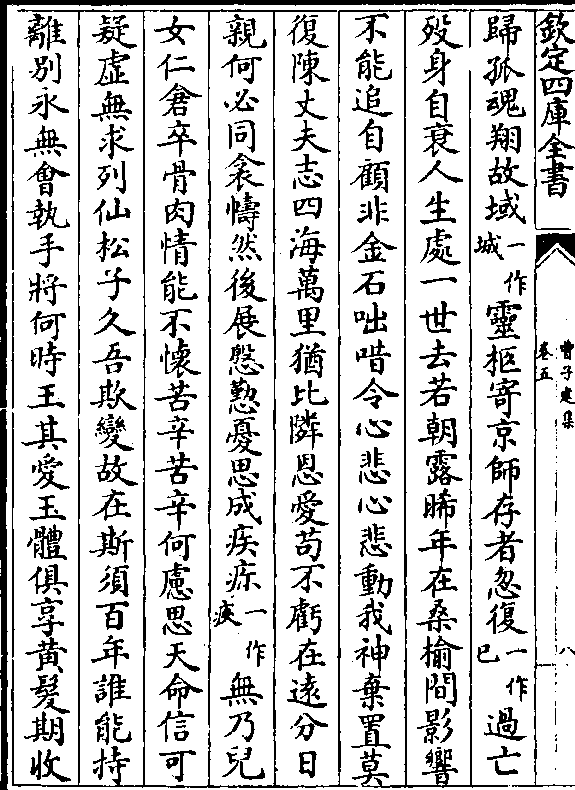 欽定四庫全書
曹子建集
卷五
八
歸孤魂翔故域一作城靈柩寄京師存者忽復一作已過亡
歿身自衰人生處一世去若朝露晞年在桑榆間影響
不能追自顧非金石咄唶令心悲心悲動我神棄置莫
復陳丈夫志四海萬里猶比隣恩愛苟不虧在遠分日
親何必同衾幬然後展慇懃憂思成疾一作無乃兒
女仁倉卒骨肉情能不懷苦辛苦辛何慮思天命信可
疑虛無求列仙松子久吾欺變故在斯須百年誰能持
離別永無會執手將何時王其愛玉體俱享黃髮期收